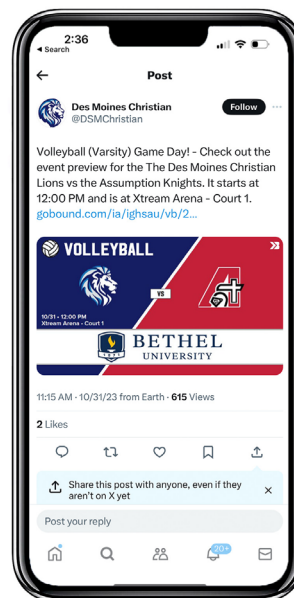 2:36
Search
Post
Des Moines Christian
@DSMChristian
Follow
Volleyball (Varsity) Game Day! - Check out the
event preview for the The Des Moines Christian
Lions vs the Assumption Knights. It starts at
12:00 PM and is at Xtream Arena - Court 1.
gobound.com/ia/ighsau/vb/2...
VOLLEYBALL
VS
10/31 - 12:00 PM
Xtream Arena - Court 1
BETHEL
UNIVERSITY
11:15 AM · 10/31/23 from Earth · 615 Views
2 Likes
Share this post with anyone, even if they
aren't on X yet
Post your reply
20+